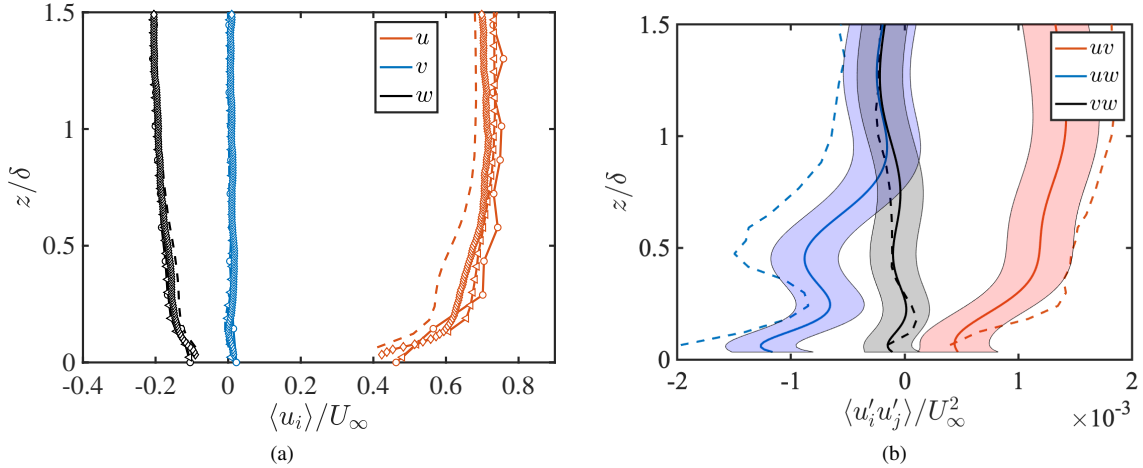 1.5
1
0.5
0
z/δ
u
v
w
-0.4 -0.2 0 0.2 0.4 0.6 0.8
⟨u_i⟩/U_∞
(a)
1.5
1
0.5
0
z/δ
uv
uw
vw
-2 -1 0 1 2
⟨u'_i u'_j⟩/U_∞^2
×10^-3
(b)